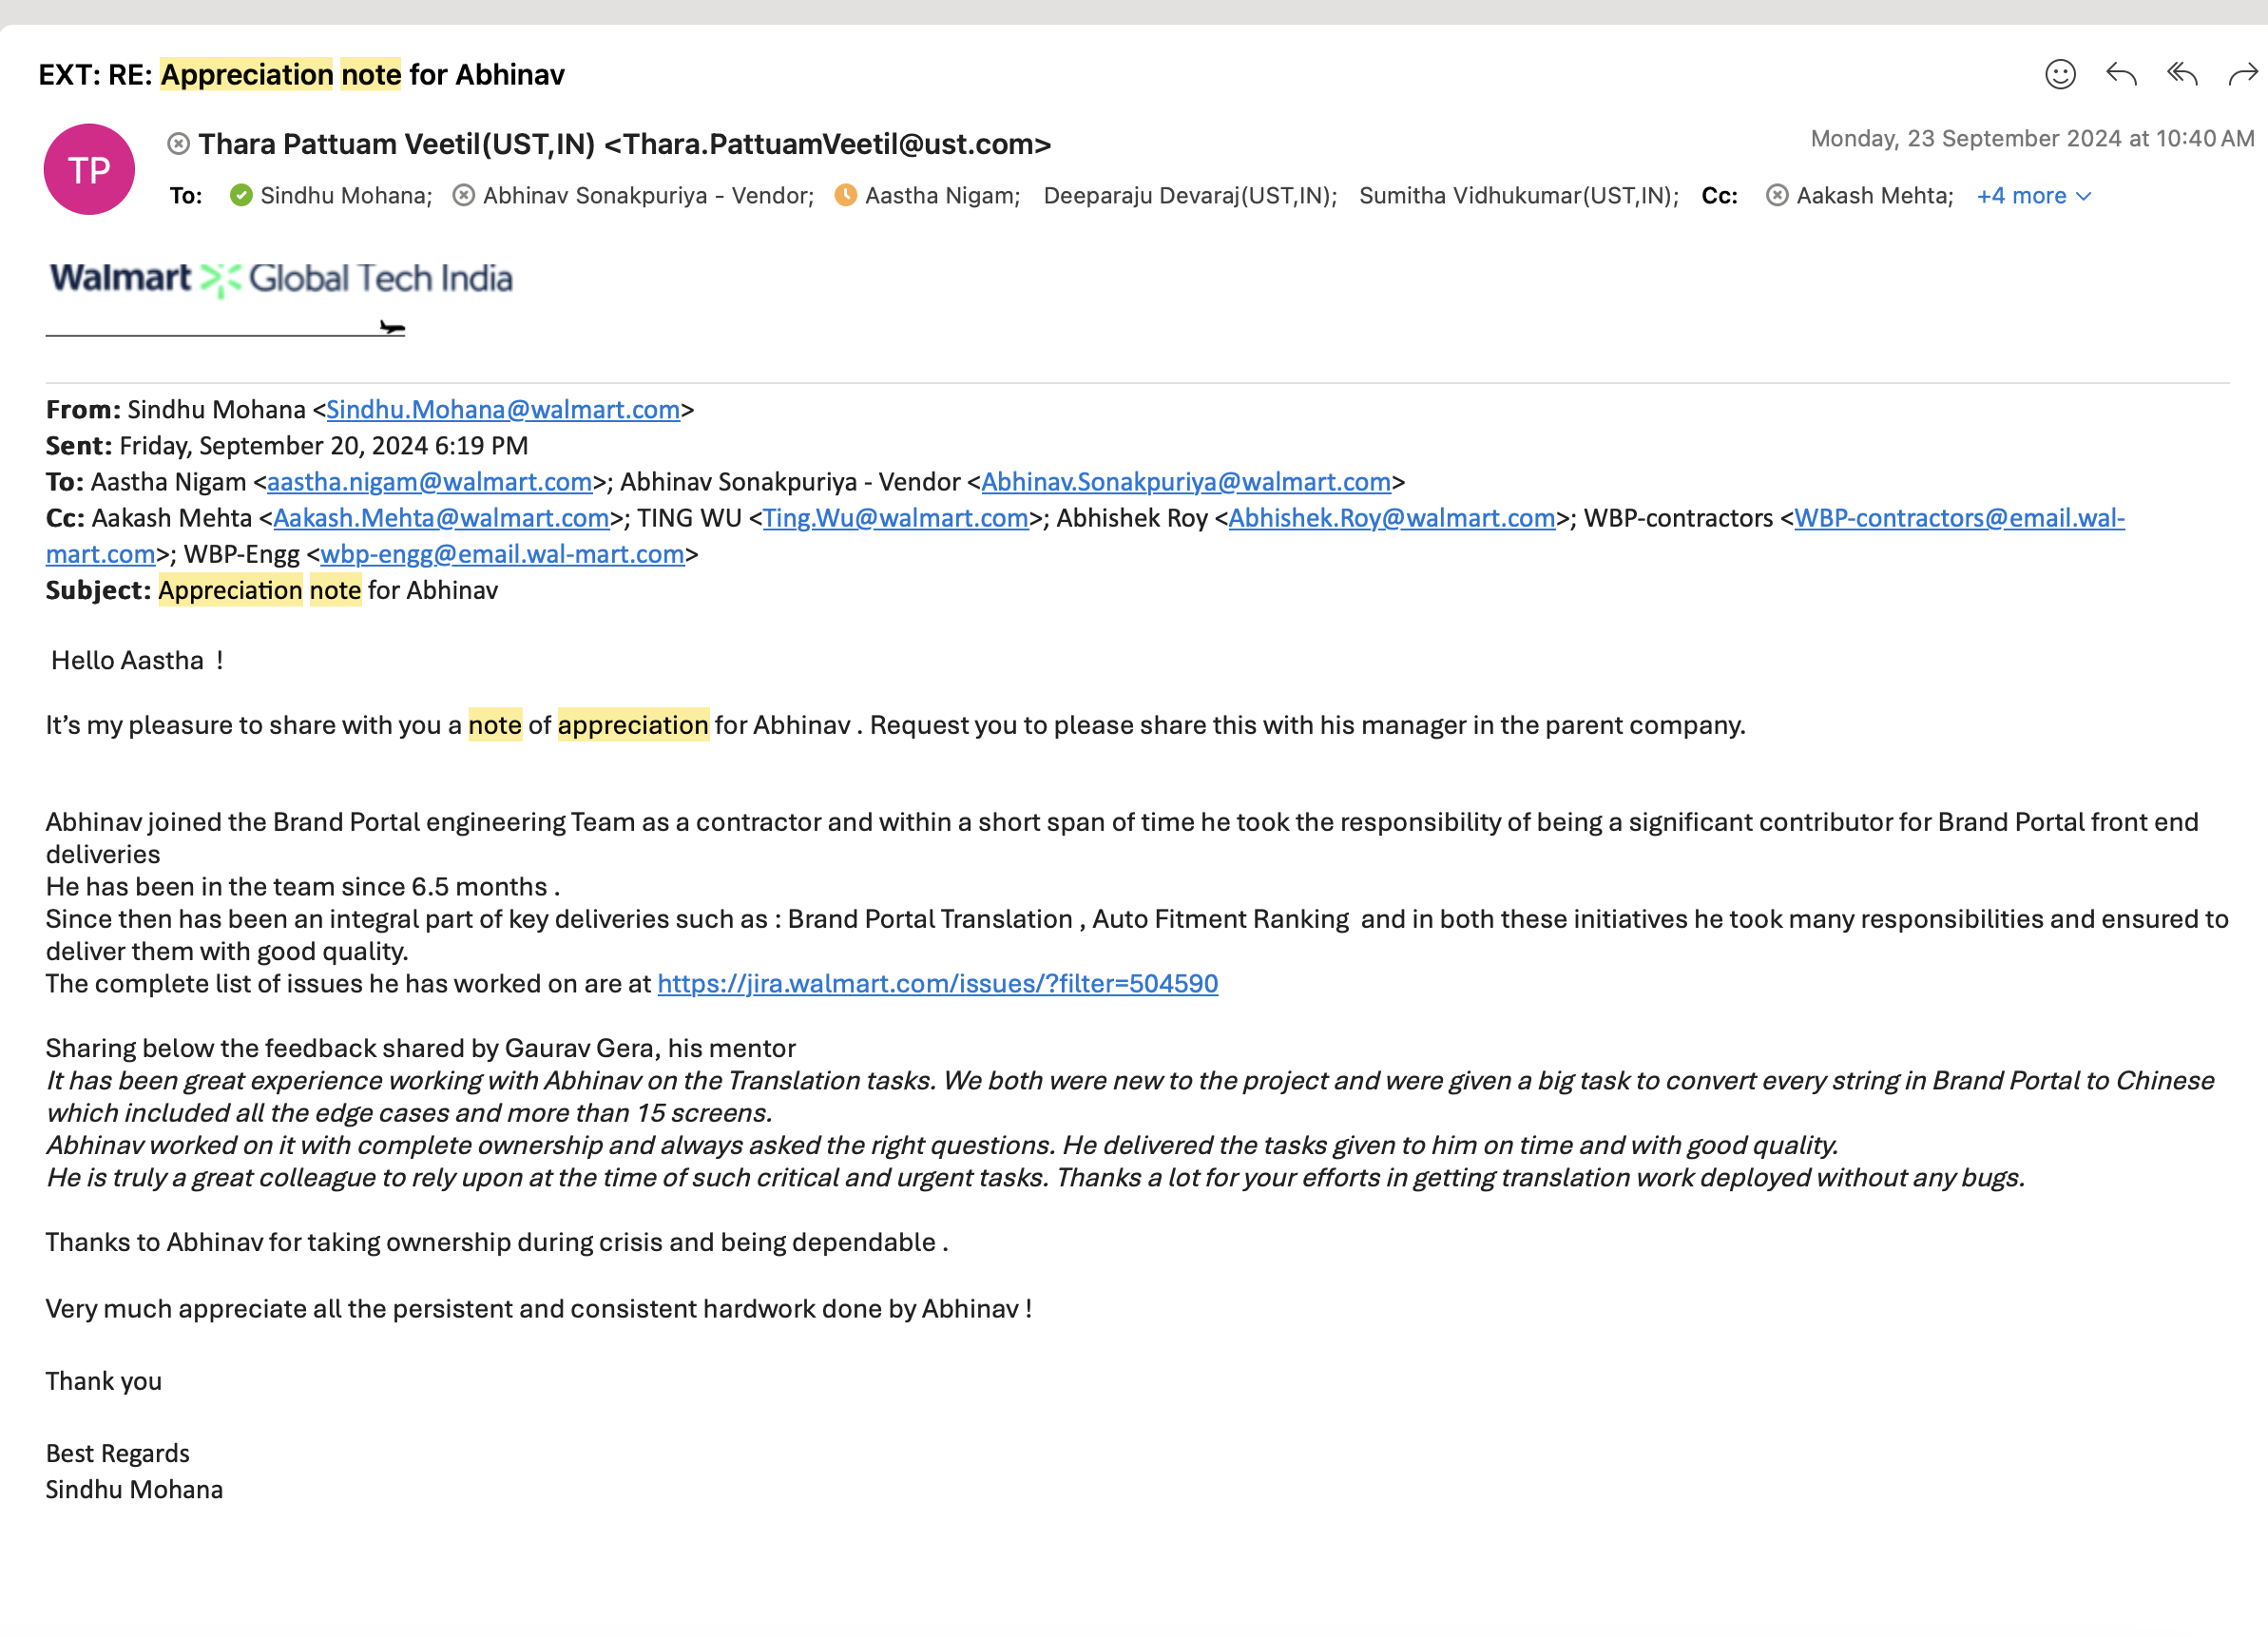 EXT: RE: Appreciation note for Abhinav
TP
Thara Pattuam Veetil(UST,IN) <Thara.PattuamVeetil@ust.com>
Monday, 23 September 2024 at 10:40 AM
To: Sindhu Mohana; Abhinav Sonakpuriya - Vendor; Aastha Nigam; Deeparaju Devaraj(UST,IN); Sumitha Vidhukumar(UST,IN); Cc: Aakash Mehta; +4 more
Walmart Global Tech India
From: Sindhu Mohana <Sindhu.Mohana@walmart.com>
Sent: Friday, September 20, 2024 6:19 PM
To: Aastha Nigam <aastha.nigam@walmart.com>; Abhinav Sonakpuriya - Vendor <Abhinav.Sonakpuriya@walmart.com>
Cc: Aakash Mehta <Aakash.Mehta@walmart.com>; TING WU <Ting.Wu@walmart.com>; Abhishek Roy <Abhishek.Roy@walmart.com>; WBP-contractors <WBP-contractors@email.wal-
mart.com>; WBP-Engg <wbp-engg@email.wal-mart.com>
Subject: Appreciation note for Abhinav
Hello Aastha !
It's my pleasure to share with you a note of appreciation for Abhinav . Request you to please share this with his manager in the parent company.
Abhinav joined the Brand Portal engineering Team as a contractor and within a short span of time he took the responsibility of being a significant contributor for Brand Portal front end
deliveries
He has been in the team since 6.5 months .
Since then has been an integral part of key deliveries such as : Brand Portal Translation , Auto Fitment Ranking  and in both these initiatives he took many responsibilities and ensured to
deliver them with good quality.
The complete list of issues he has worked on are at https://jira.walmart.com/issues/?filter=504590
Sharing below the feedback shared by Gaurav Gera, his mentor
It has been great experience working with Abhinav on the Translation tasks. We both were new to the project and were given a big task to convert every string in Brand Portal to Chinese
which included all the edge cases and more than 15 screens.
Abhinav worked on it with complete ownership and always asked the right questions. He delivered the tasks given to him on time and with good quality.
He is truly a great colleague to rely upon at the time of such critical and urgent tasks. Thanks a lot for your efforts in getting translation work deployed without any bugs.
Thanks to Abhinav for taking ownership during crisis and being dependable .
Very much appreciate all the persistent and consistent hardwork done by Abhinav !
Thank you
Best Regards
Sindhu Mohana